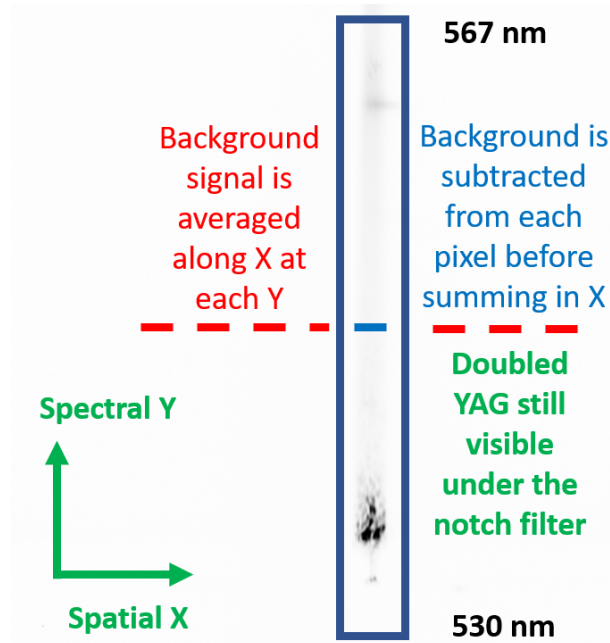 567 nm
Background
signal is
averaged
along X at
each Y
Background is
subtracted
from each
pixel before
summing in X
Doubled
YAG still
visible
under the
notch filter
Spectral Y
Spatial X
530 nm